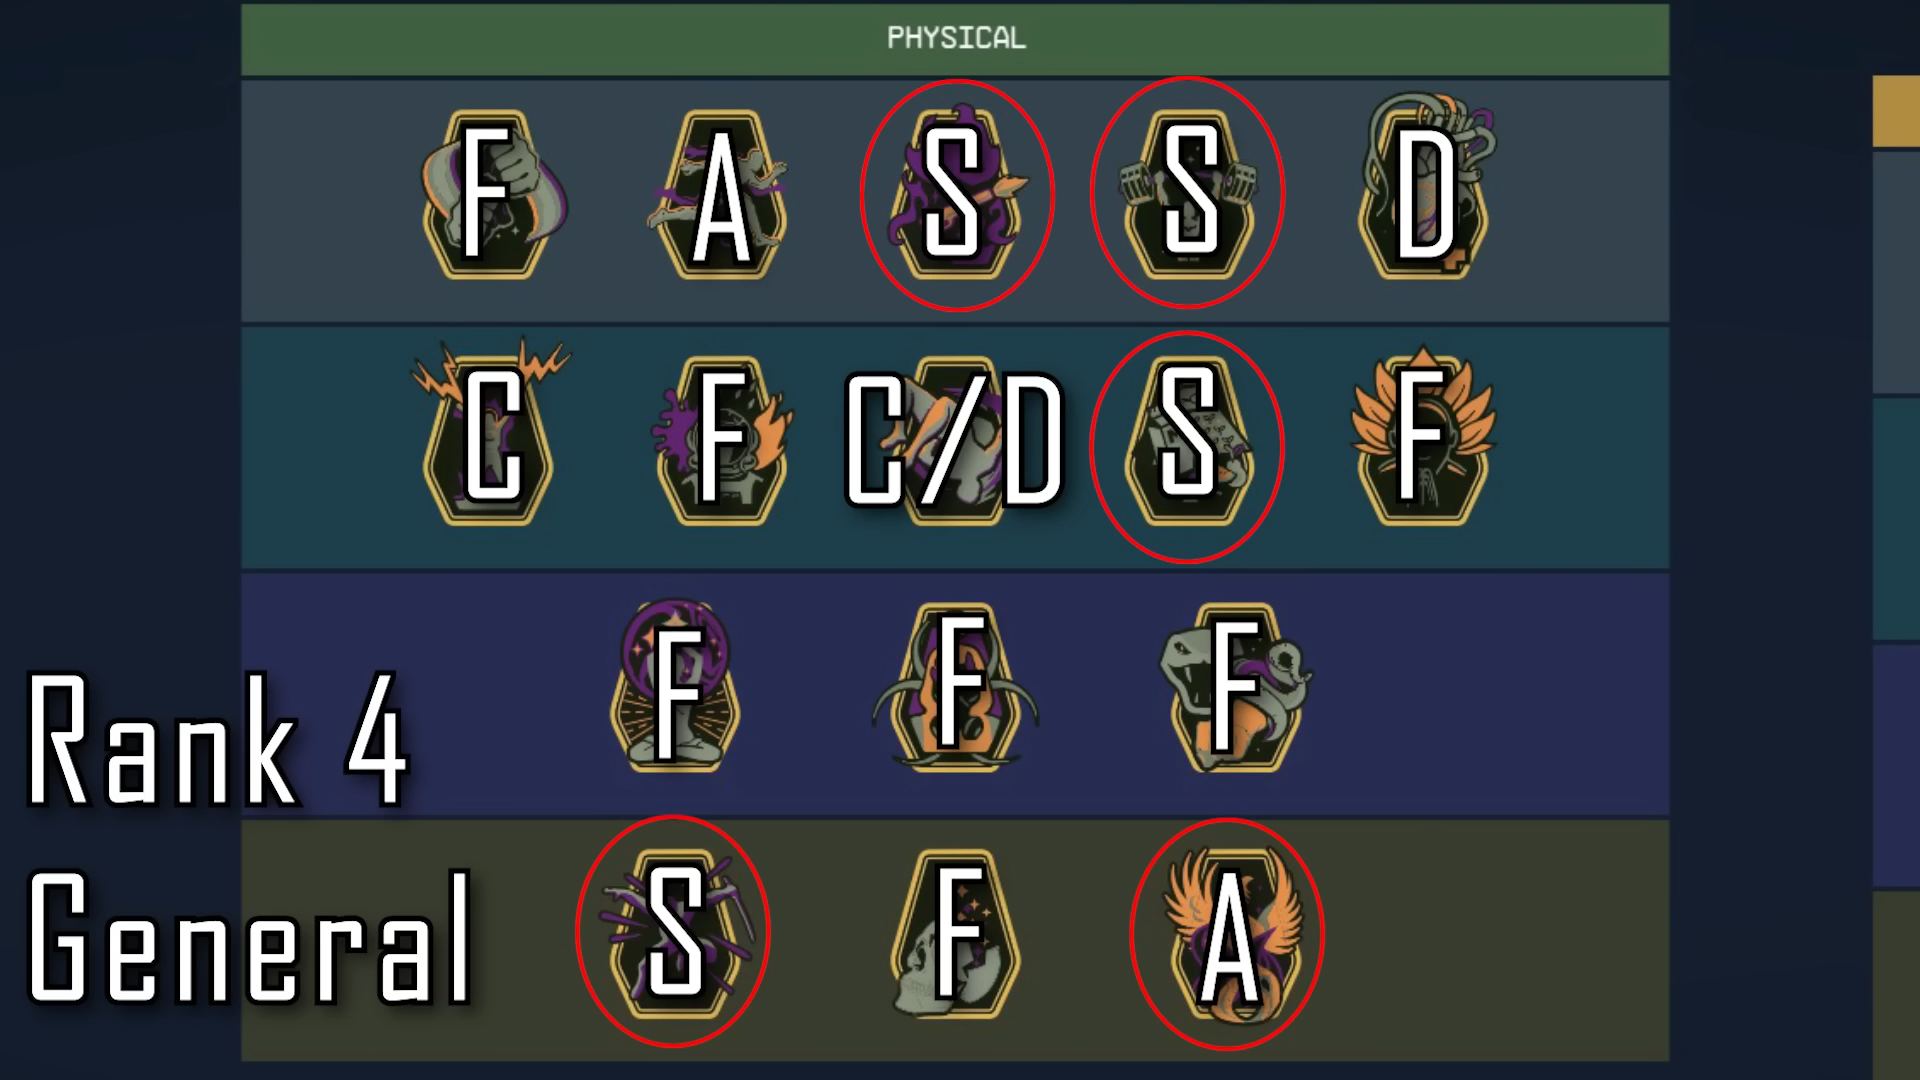 PHYSICAL
F A S S D
C F C/D S F
F F F
Rank 4
S F A
General